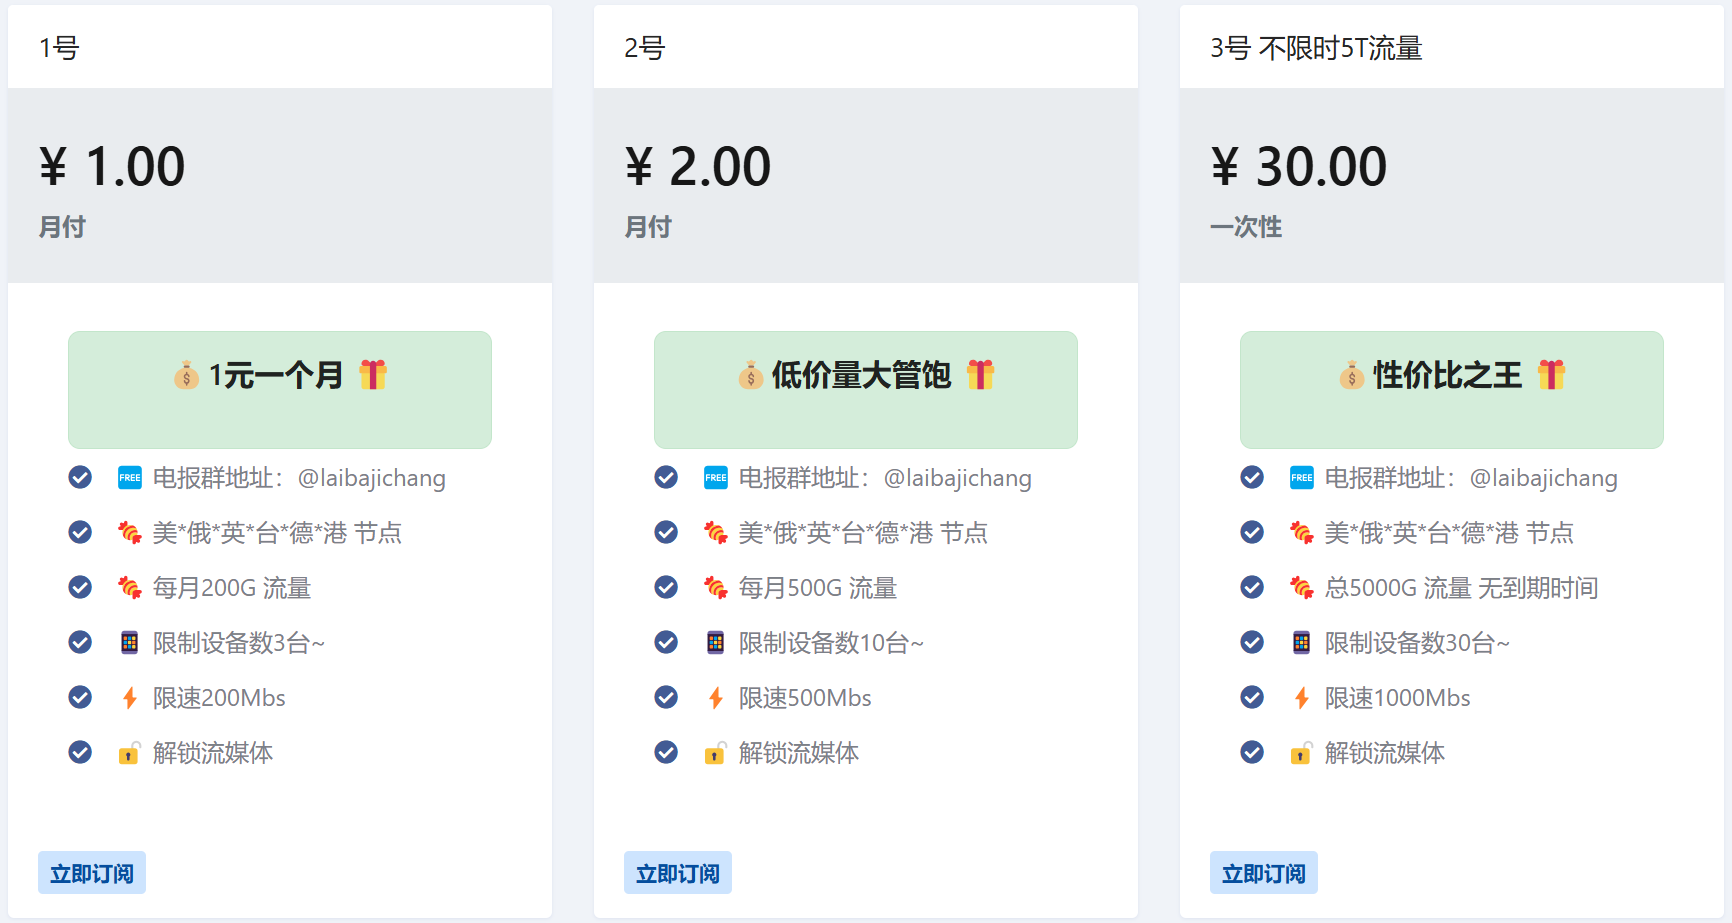 1号
¥ 1.00
月付
💰1元一个月 🎁
🆓 电报群地址：@laibajichang
🍤 美*俄*英*台*德*港 节点
🍤 每月200G 流量
📱 限制设备数3台~
⚡ 限速200Mbs
🔓 解锁流媒体
立即订阅
2号
¥ 2.00
月付
💰低价量大管饱 🎁
🆓 电报群地址：@laibajichang
🍤 美*俄*英*台*德*港 节点
🍤 每月500G 流量
📱 限制设备数10台~
⚡ 限速500Mbs
🔓 解锁流媒体
立即订阅
3号 不限时5T流量
¥ 30.00
一次性
💰性价比之王 🎁
🆓 电报群地址：@laibajichang
🍤 美*俄*英*台*德*港 节点
🍤 总5000G 流量 无到期时间
📱 限制设备数30台~
⚡ 限速1000Mbs
🔓 解锁流媒体
立即订阅